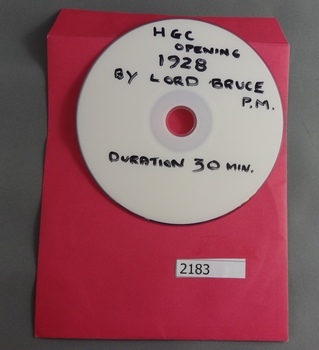 HGC
OPENING
1928
BY LORD BRUCE
P.M.
DURATION 30 MIN.
2183